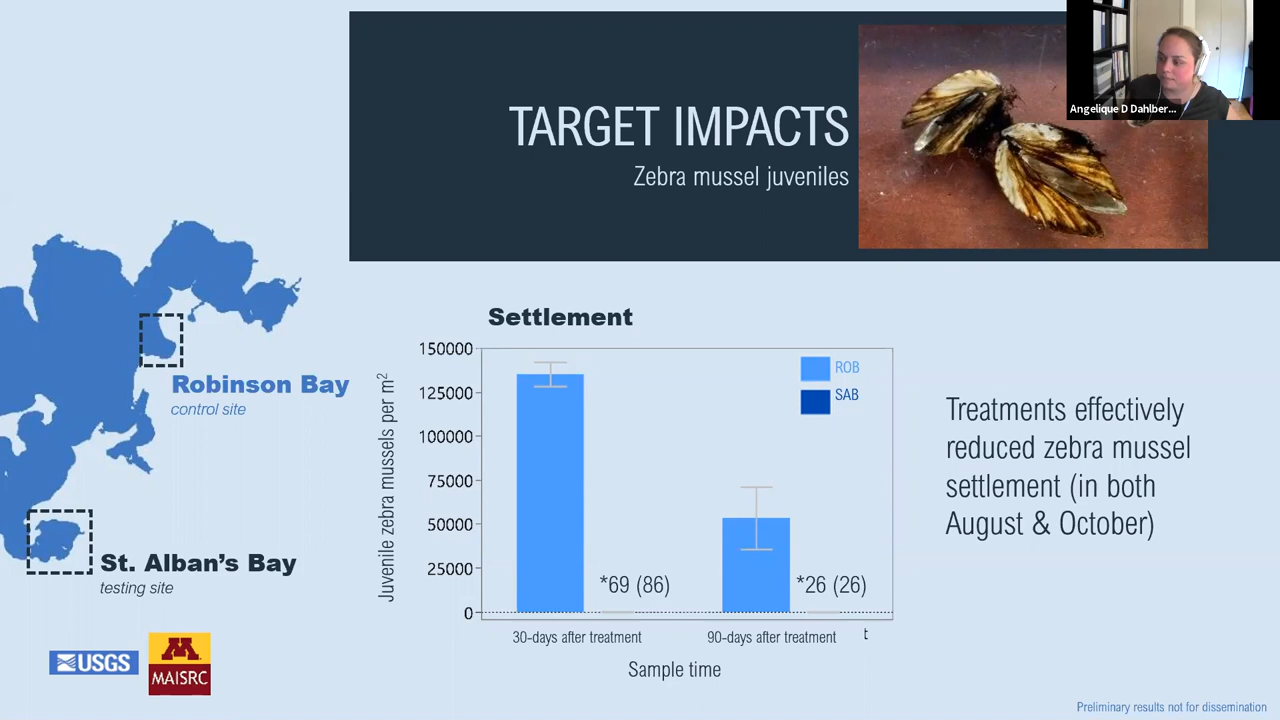 TARGET IMPACTS
Zebra mussel juveniles
Angelique D Dahlber...
Robinson Bay
control site
St. Alban's Bay
testing site
USGS
M
MAISRC
Settlement
Juvenile zebra mussels per m²
150000
125000
100000
75000
50000
25000
0
ROB
SAB
*69 (86)
*26 (26)
30-days after treatment
90-days after treatment
t
Sample time
Treatments effectively
reduced zebra mussel
settlement (in both
August & October)
Preliminary results not for dissemination